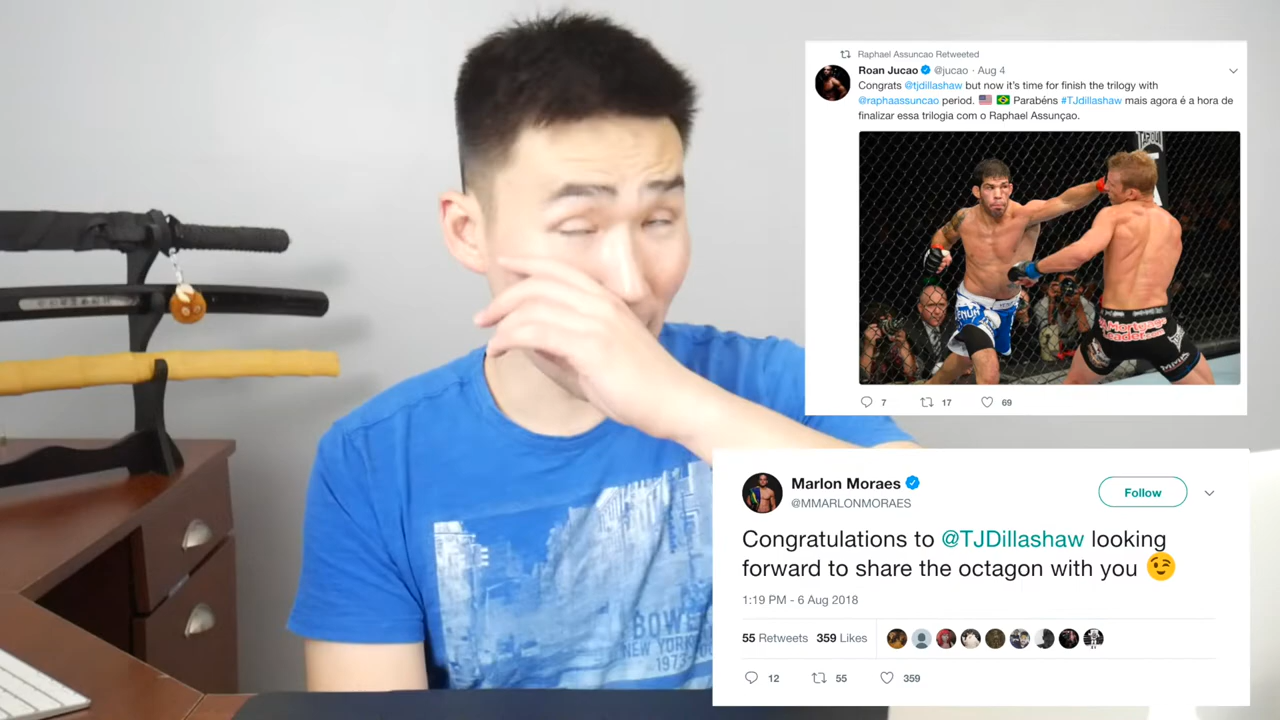 Raphael Assuncao Retweeted
Roan Jucao @jucao · Aug 4
Congrats @tjdillashaw but now it's time for finish the trilogy with
@raphaassuncao period. 🇺🇸 🇧🇷 Parabéns #TJdillashaw mais agora é a hora de
finalizar essa trilogia com o Raphael Assunçao.
7 17 69
Marlon Moraes
@MMARLONMORAES
Follow
Congratulations to @TJDillashaw looking
forward to share the octagon with you 😉
1:19 PM - 6 Aug 2018
55 Retweets 359 Likes
12 55 359
NEW YORK
1973